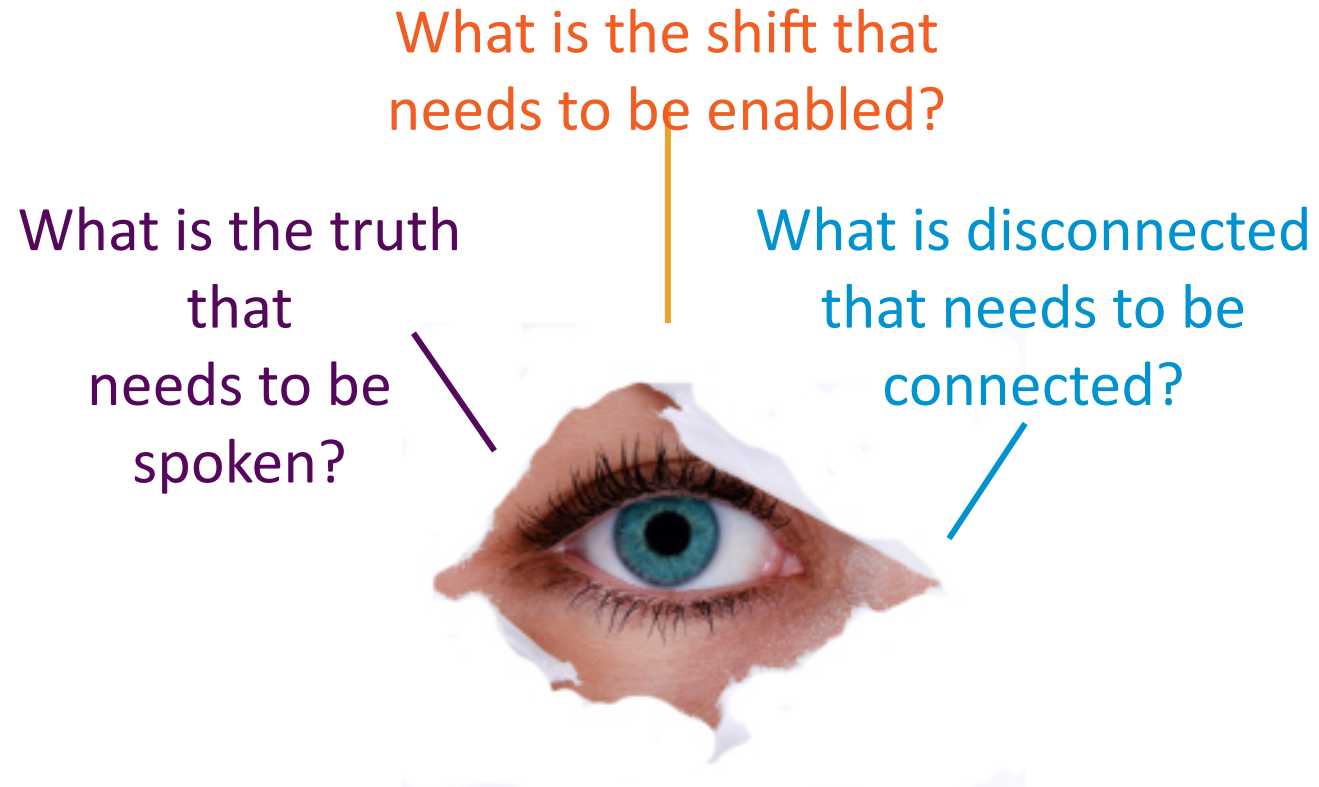 What is the shift that
needs to be enabled?
What is the truth
that
needs to be
spoken?
What is disconnected
that needs to be
connected?